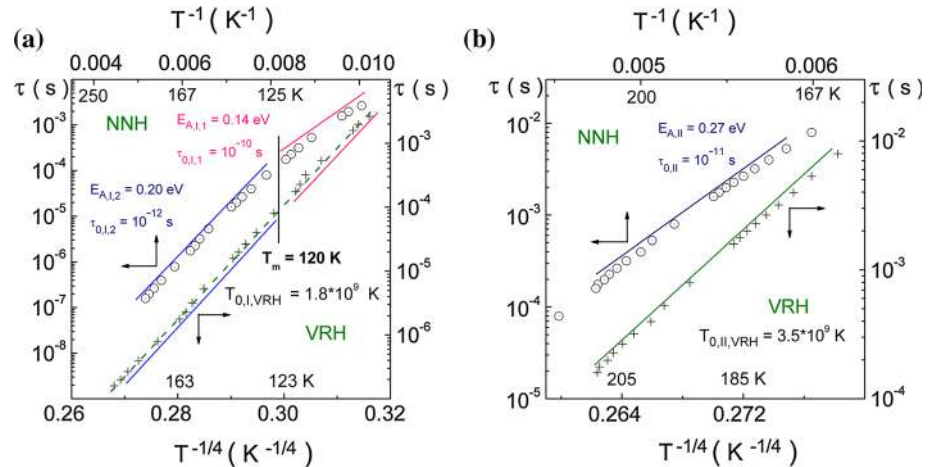 (a)
T⁻¹ (K⁻¹)
0.004 0.006 0.008 0.010
τ (s)
250 167 125 K
τ (s)
NNH
E_A,I,1 = 0.14 eV
τ_0,I,1 = 10⁻¹⁰ s
E_A,I,2 = 0.20 eV
τ_0,I,2 = 10⁻¹² s
T_m = 120 K
T_0,I,VRH = 1.8*10⁹ K
VRH
163 123 K
10⁻³
10⁻⁴
10⁻⁵
10⁻⁶
10⁻⁷
10⁻⁸
10⁻³
10⁻⁴
10⁻⁵
10⁻⁶
0.26 0.28 0.30 0.32
T⁻¹/⁴ (K⁻¹/⁴)
(b)
T⁻¹ (K⁻¹)
0.005 0.006
τ (s)
200 167 K
τ (s)
NNH
E_A,II = 0.27 eV
τ_0,II = 10⁻¹¹ s
VRH
T_0,II,VRH = 3.5*10⁹ K
205 185 K
10⁻²
10⁻³
10⁻⁴
10⁻⁵
10⁻²
10⁻³
10⁻⁴
0.264 0.272
T⁻¹/⁴ (K⁻¹/⁴)